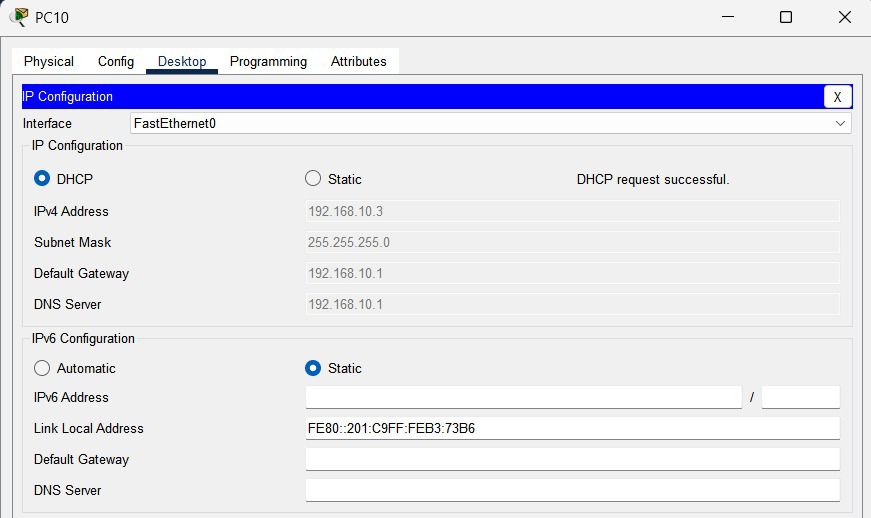 PC10
Physical Config Desktop Programming Attributes
IP Configuration X
Interface FastEthernet0
IP Configuration
DHCP Static DHCP request successful.
IPv4 Address 192.168.10.3
Subnet Mask 255.255.255.0
Default Gateway 192.168.10.1
DNS Server 192.168.10.1
IPv6 Configuration
Automatic Static
IPv6 Address /
Link Local Address FE80::201:C9FF:FEB3:73B6
Default Gateway
DNS Server